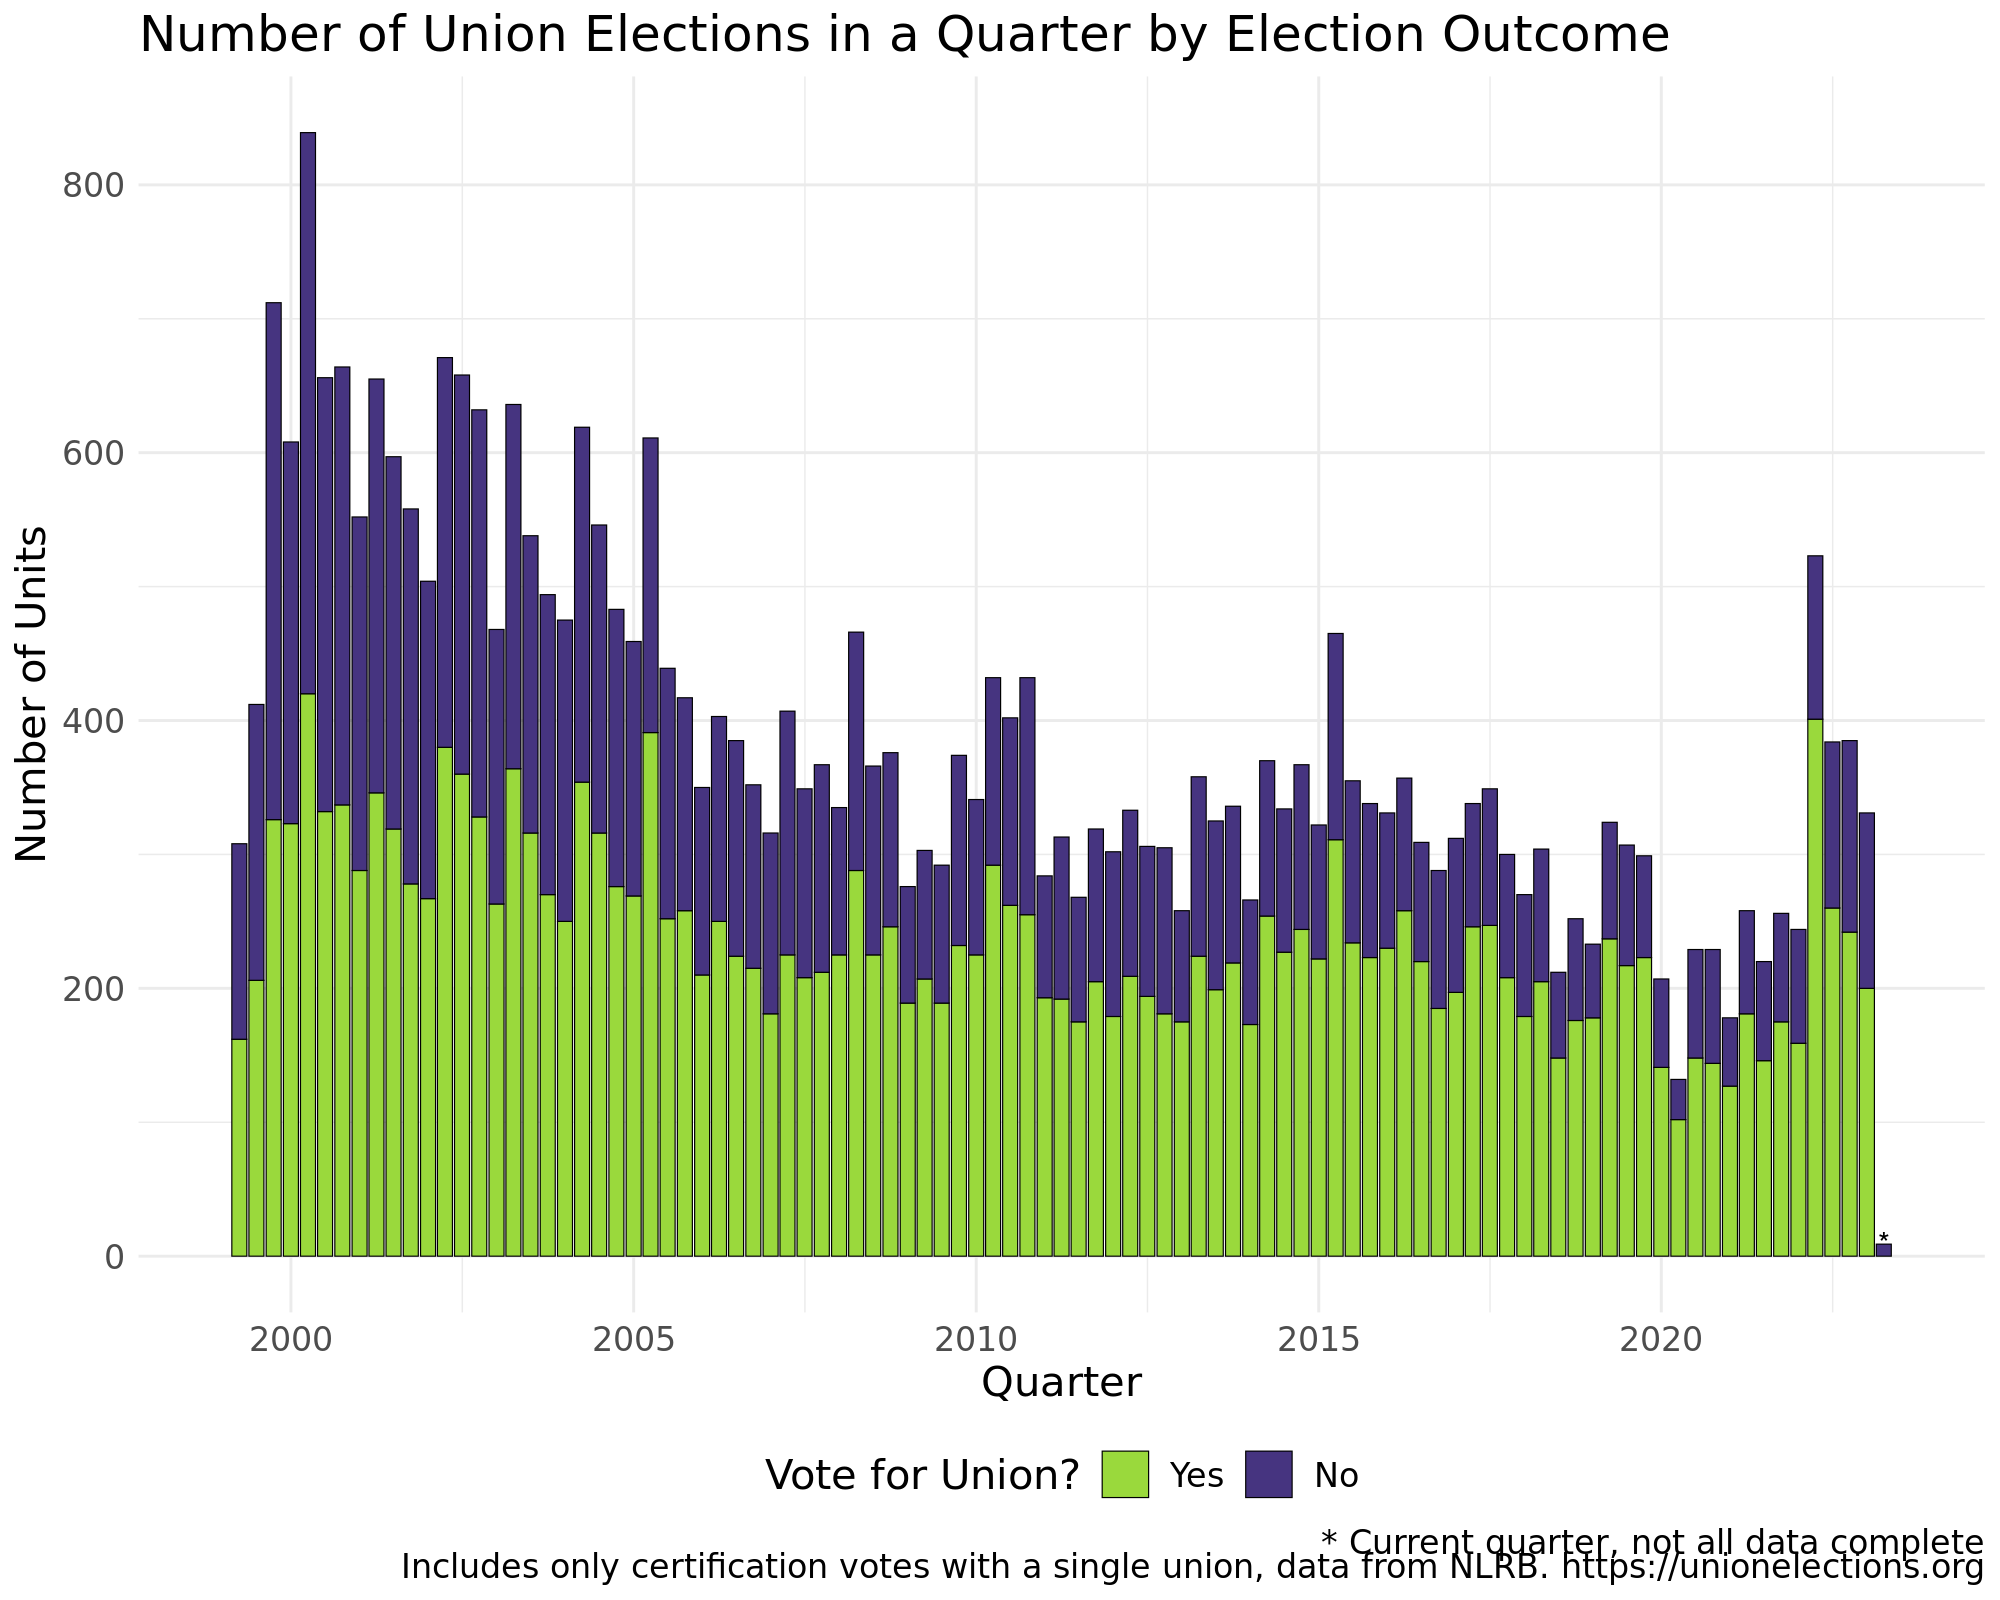 Number of Union Elections in a Quarter by Election Outcome
Number of Units
800
600
400
200
0
*
2000 2005 2010 2015 2020
Quarter
Vote for Union? Yes No
* Current quarter, not all data complete
Includes only certification votes with a single union, data from NLRB. https://unionelections.org